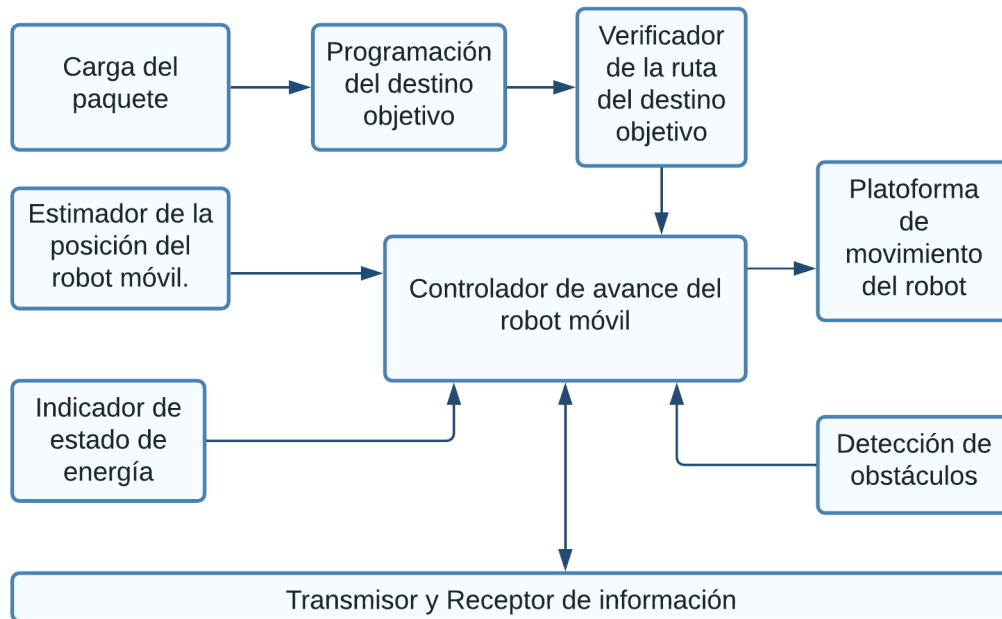 Carga del
paquete
Programación
del destino
objetivo
Verificador
de la ruta
del destino
objetivo
Estimador de la
posición del
robot móvil.
Controlador de avance del
robot móvil
Platoforma
de
movimiento
del robot
Indicador de
estado de
energía
Detección de
obstáculos
Transmisor y Receptor de información